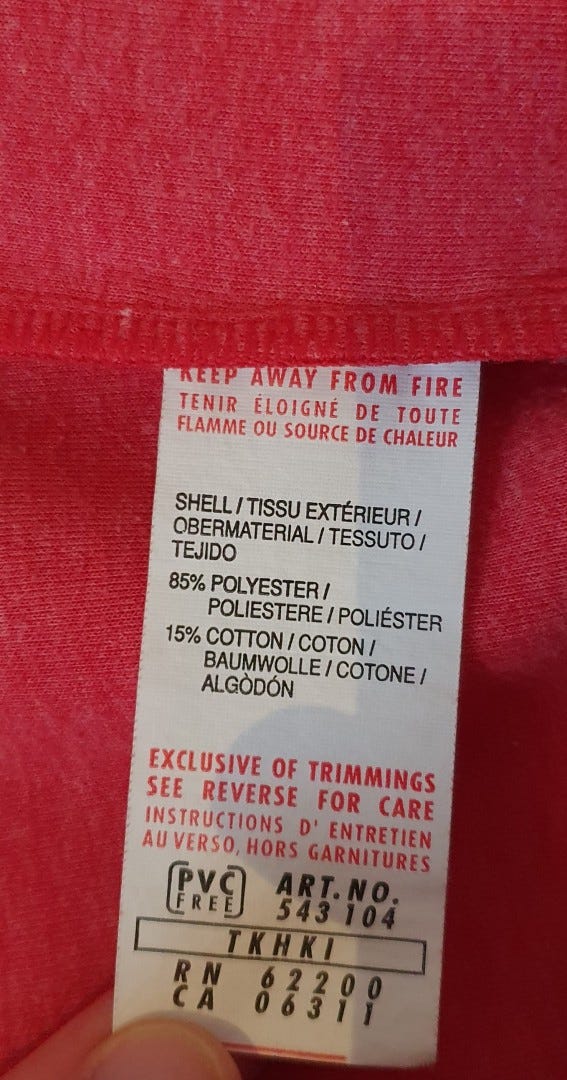 KEEP AWAY FROM FIRE
TENIR ÉLOIGNÉ DE TOUTE
FLAMME OU SOURCE DE CHALEUR
SHELL / TISSU EXTÉRIEUR /
OBERMATERIAL / TESSUTO /
TEJIDO
85% POLYESTER /
POLIESTERE / POLIÉSTER
15% COTTON / COTON /
BAUMWOLLE / COTONE /
ALGÒDÓN
EXCLUSIVE OF TRIMMINGS
SEE REVERSE FOR CARE
INSTRUCTIONS D' ENTRETIEN
AU VERSO, HORS GARNITURES
PVC FREE
ART. NO.
543 104
TKHKI
RN 62200
CA 06311